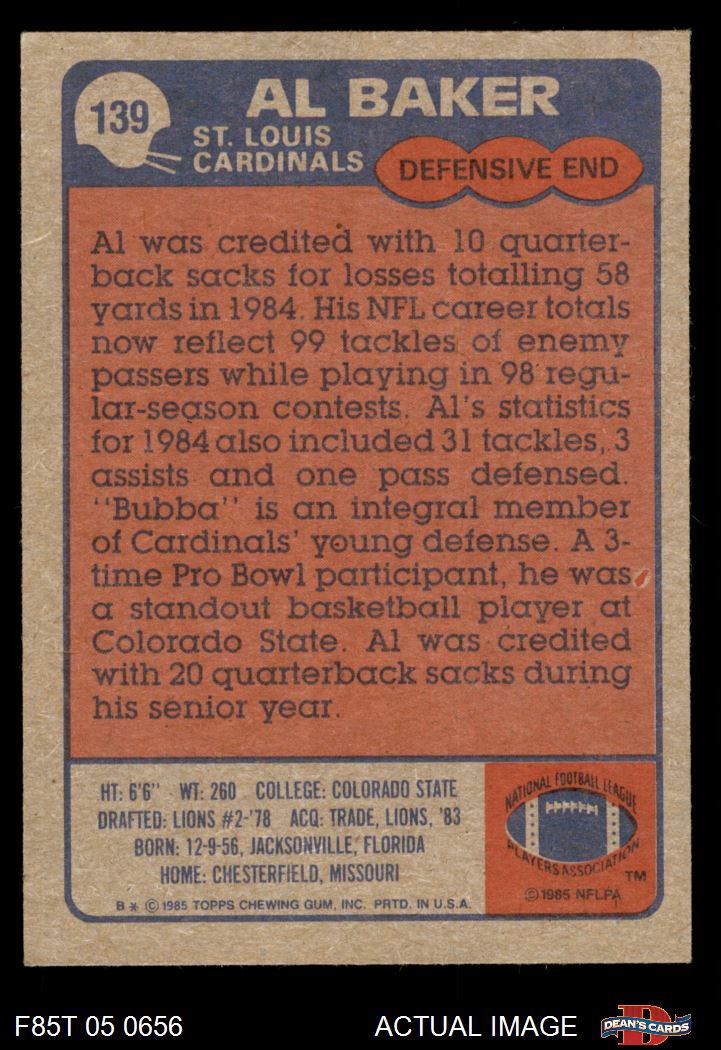 139
AL BAKER
ST. LOUIS
CARDINALS
DEFENSIVE END
Al was credited with 10 quarter-
back sacks for losses totalling 58
yards in 1984. His NFL career totals
now reflect 99 tackles of enemy
passers while playing in 98 regu-
lar-season contests. Al's statistics
for 1984 also included 31 tackles, 3
assists and one pass defensed.
"Bubba" is an integral member
of Cardinals' young defense. A 3-
time Pro Bowl participant, he was
a standout basketball player at
Colorado State. Al was credited
with 20 quarterback sacks during
his senior year.
HT: 6'6" WT: 260 COLLEGE: COLORADO STATE
DRAFTED: LIONS #2-'78 ACQ: TRADE, LIONS, '83
BORN: 12-9-56, JACKSONVILLE, FLORIDA
HOME: CHESTERFIELD, MISSOURI
B * © 1985 TOPPS CHEWING GUM, INC. PRTD. IN U.S.A.
NATIONAL FOOTBALL LEAGUE
PLAYERS ASSOCIATION
TM
© 1985 NFLPA
F85T 05 0656
ACTUAL IMAGE
D
DEAN'S CARDS